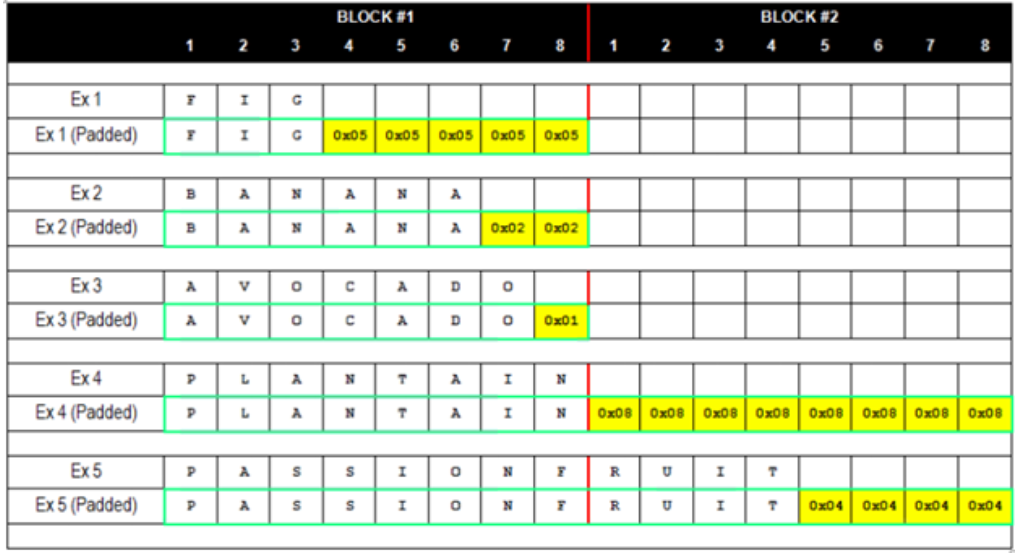 BLOCK #1 BLOCK #2
1 2 3 4 5 6 7 8 1 2 3 4 5 6 7 8
Ex 1 F I G
Ex 1 (Padded) F I G 0x05 0x05 0x05 0x05 0x05
Ex 2 B A N A N A
Ex 2 (Padded) B A N A N A 0x02 0x02
Ex 3 A V O C A D O
Ex 3 (Padded) A V O C A D O 0x01
Ex 4 P L A N T A I N
Ex 4 (Padded) P L A N T A I N 0x08 0x08 0x08 0x08 0x08 0x08 0x08 0x08
Ex 5 P A S S I O N F R U I T
Ex 5 (Padded) P A S S I O N F R U I T 0x04 0x04 0x04 0x04